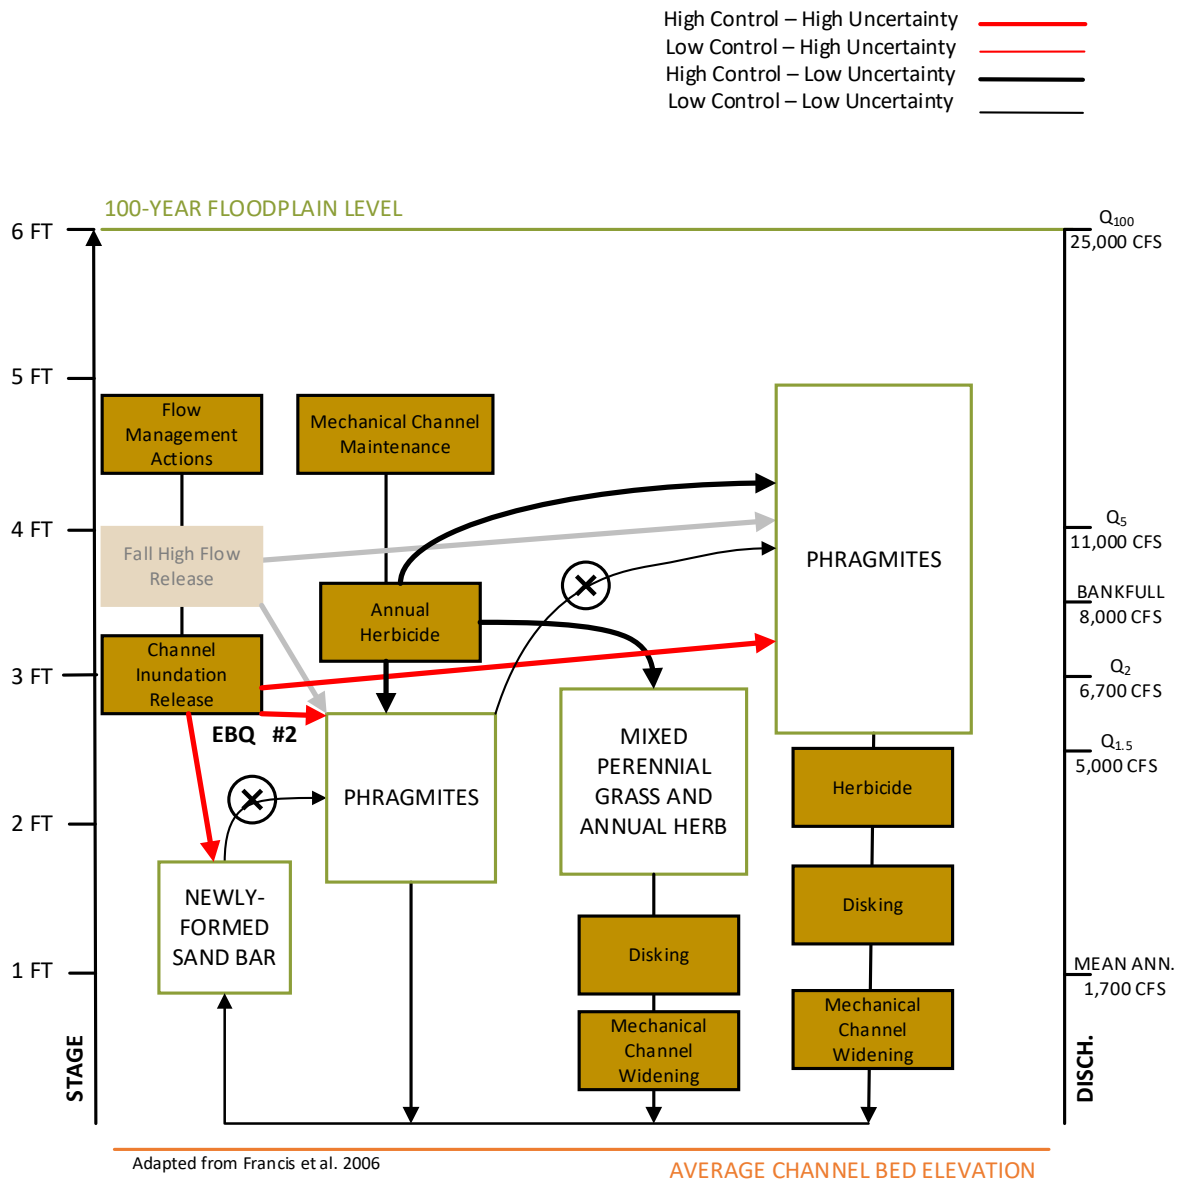 High Control – High Uncertainty
Low Control – High Uncertainty
High Control – Low Uncertainty
Low Control – Low Uncertainty
100-YEAR FLOODPLAIN LEVEL
6 FT
5 FT
4 FT
3 FT
2 FT
1 FT
STAGE
Q100
25,000 CFS
Q5
11,000 CFS
BANKFULL
8,000 CFS
Q2
6,700 CFS
Q1.5
5,000 CFS
MEAN ANN.
1,700 CFS
DISCH.
Flow
Management
Actions
Mechanical Channel
Maintenance
Fall High Flow
Release
Annual
Herbicide
Channel
Inundation
Release
EBQ #2
PHRAGMITES
NEWLY-
FORMED
SAND BAR
MIXED
PERENNIAL
GRASS AND
ANNUAL HERB
Disking
Mechanical
Channel
Widening
PHRAGMITES
Herbicide
Disking
Mechanical
Channel
Widening
Adapted from Francis et al. 2006
AVERAGE CHANNEL BED ELEVATION